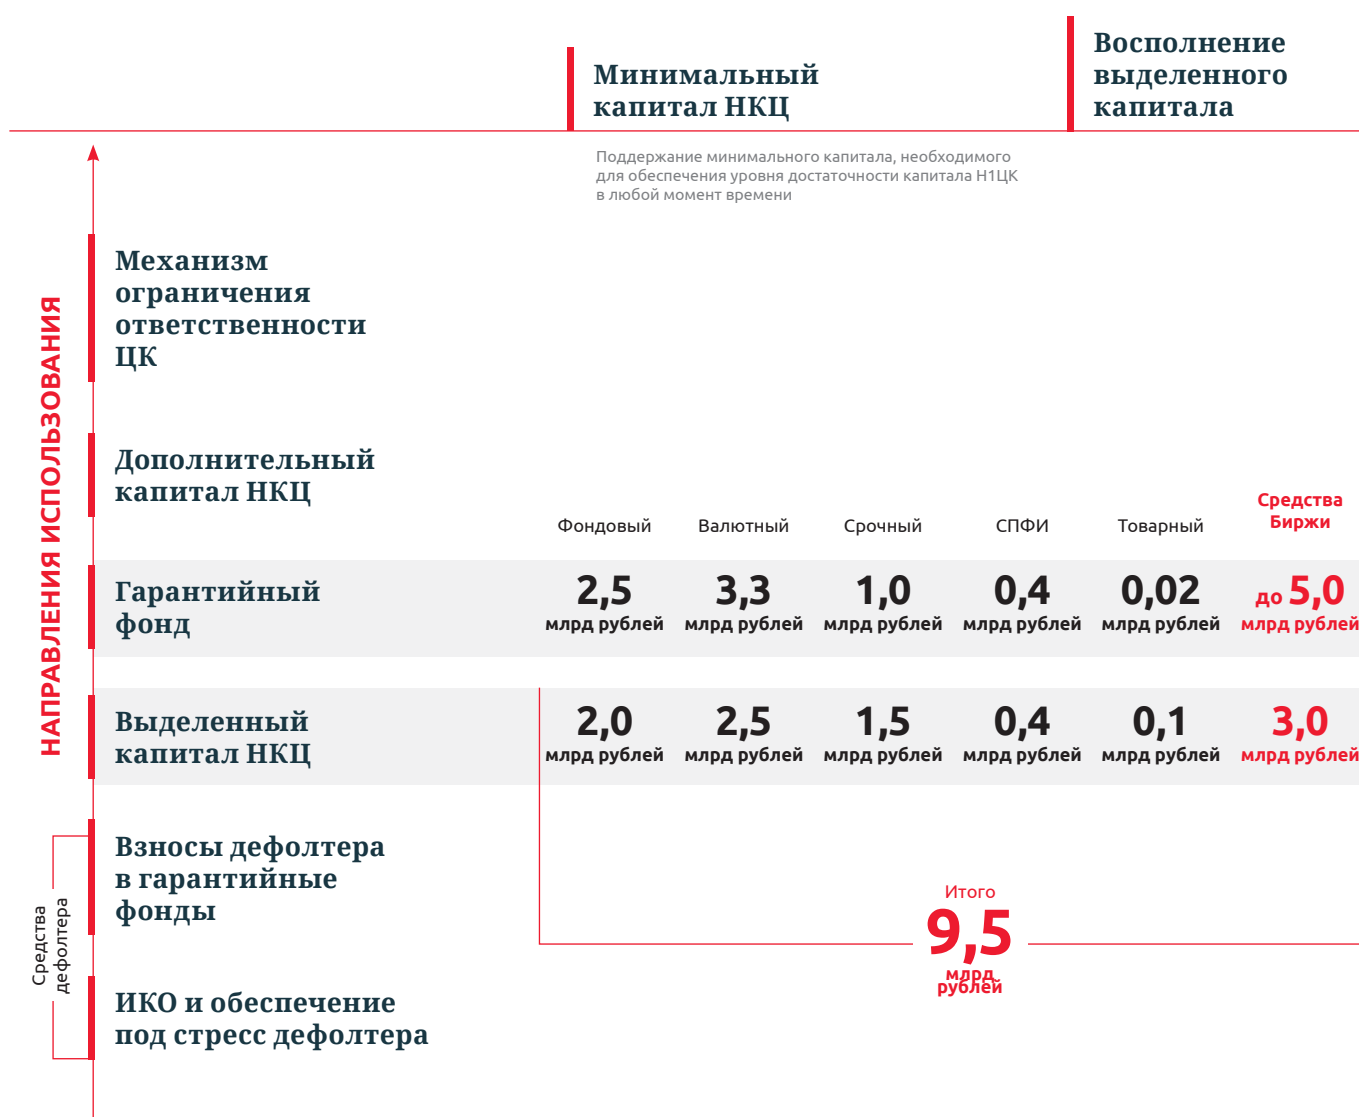 Минимальный
капитал НКЦ
Восполнение
выделенного
капитала
Поддержание минимального капитала, необходимого
для обеспечения уровня достаточности капитала Н1ЦК
в любой момент времени
НАПРАВЛЕНИЯ ИСПОЛЬЗОВАНИЯ
Механизм
ограничения
ответственности
ЦК
Дополнительный
капитал НКЦ
Фондовый Валютный Срочный СПФИ Товарный Средства
Биржи
Гарантийный
фонд
2,5 3,3 1,0 0,4 0,02 до 5,0
млрд рублей млрд рублей млрд рублей млрд рублей млрд рублей млрд рублей
Выделенный
капитал НКЦ
2,0 2,5 1,5 0,4 0,1 3,0
млрд рублей млрд рублей млрд рублей млрд рублей млрд рублей млрд рублей
Средства
дефолтера
Взносы дефолтера
в гарантийные
фонды
Итого
9,5
млрд
рублей
ИКО и обеспечение
под стресс дефолтера